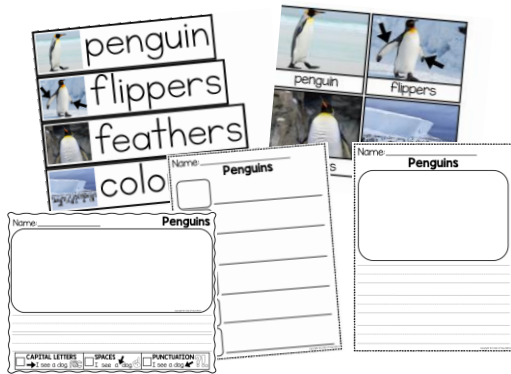 penguin
flippers
feathers
colo
penguin
flippers
s
Name:
Penguins
Name:
Penguins
Name:
Penguins
CAPITAL LETTERS
I see a dog
SPACES
I see a dog
PUNCTUATION
I see a dog